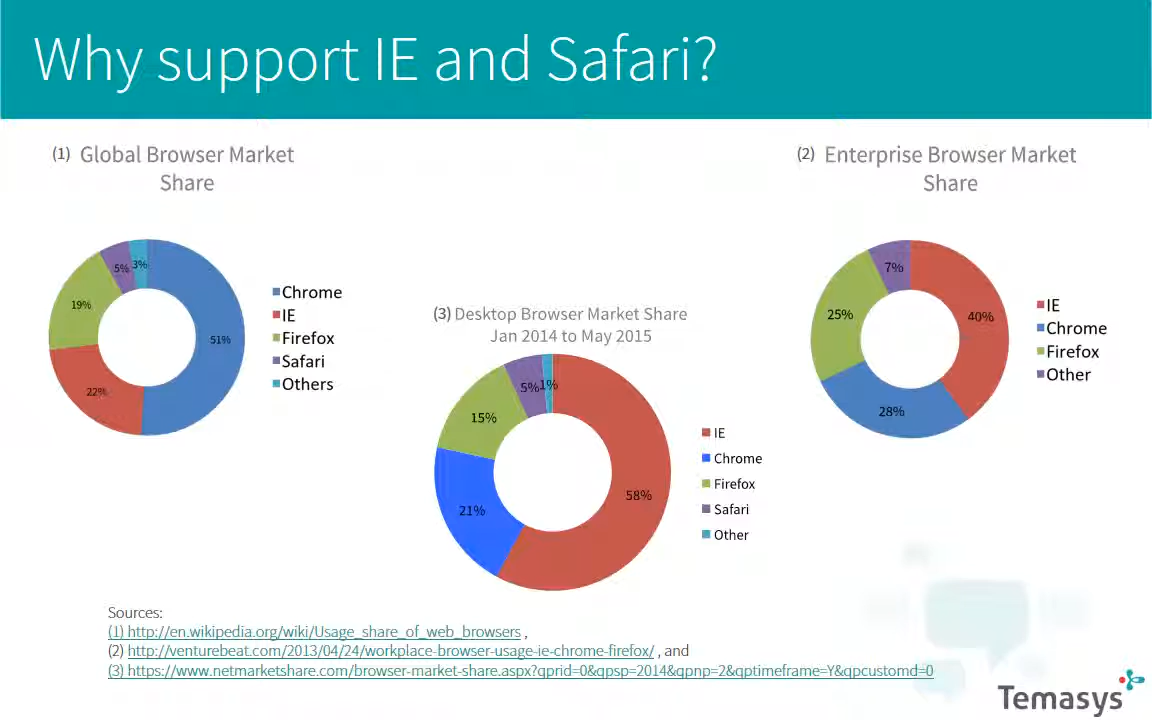 Why support IE and Safari?
(1) Global Browser Market
Share
5%
3%
19%
51%
22%
Chrome
IE
Firefox
Safari
Others
(3) Desktop Browser Market Share
Jan 2014 to May 2015
5%
1%
15%
58%
21%
IE
Chrome
Firefox
Safari
Other
(2) Enterprise Browser Market
Share
7%
25%
40%
28%
IE
Chrome
Firefox
Other
Sources:
(1) http://en.wikipedia.org/wiki/Usage_share_of_web_browsers ,
(2) http://venturebeat.com/2013/04/24/workplace-browser-usage-ie-chrome-firefox/ , and
(3) https://www.netmarketshare.com/browser-market-share.aspx?qprid=0&qpsp=2014&qpnp=2&qptimeframe=Y&qpcustomd=0
Temasys